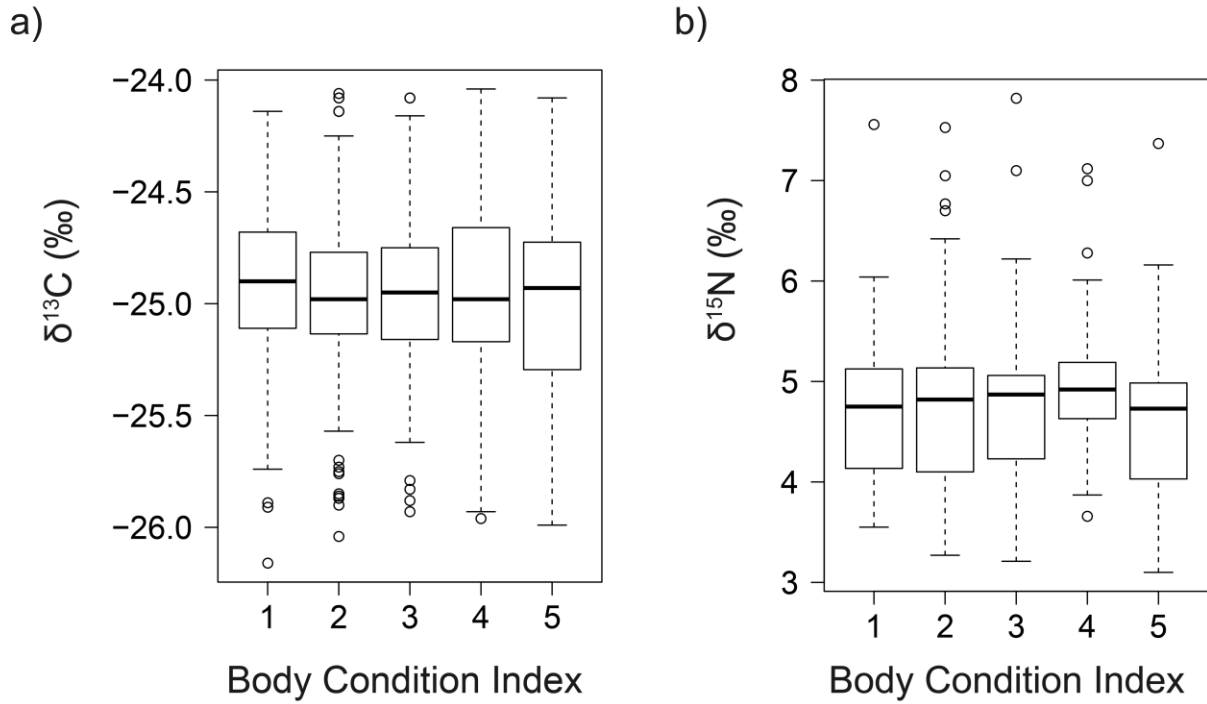 a)
−24.0
−24.5
−25.0
−25.5
−26.0
δ¹³C (‰)
1 2 3 4 5
Body Condition Index
b)
8
7
6
5
4
3
δ¹⁵N (‰)
1 2 3 4 5
Body Condition Index